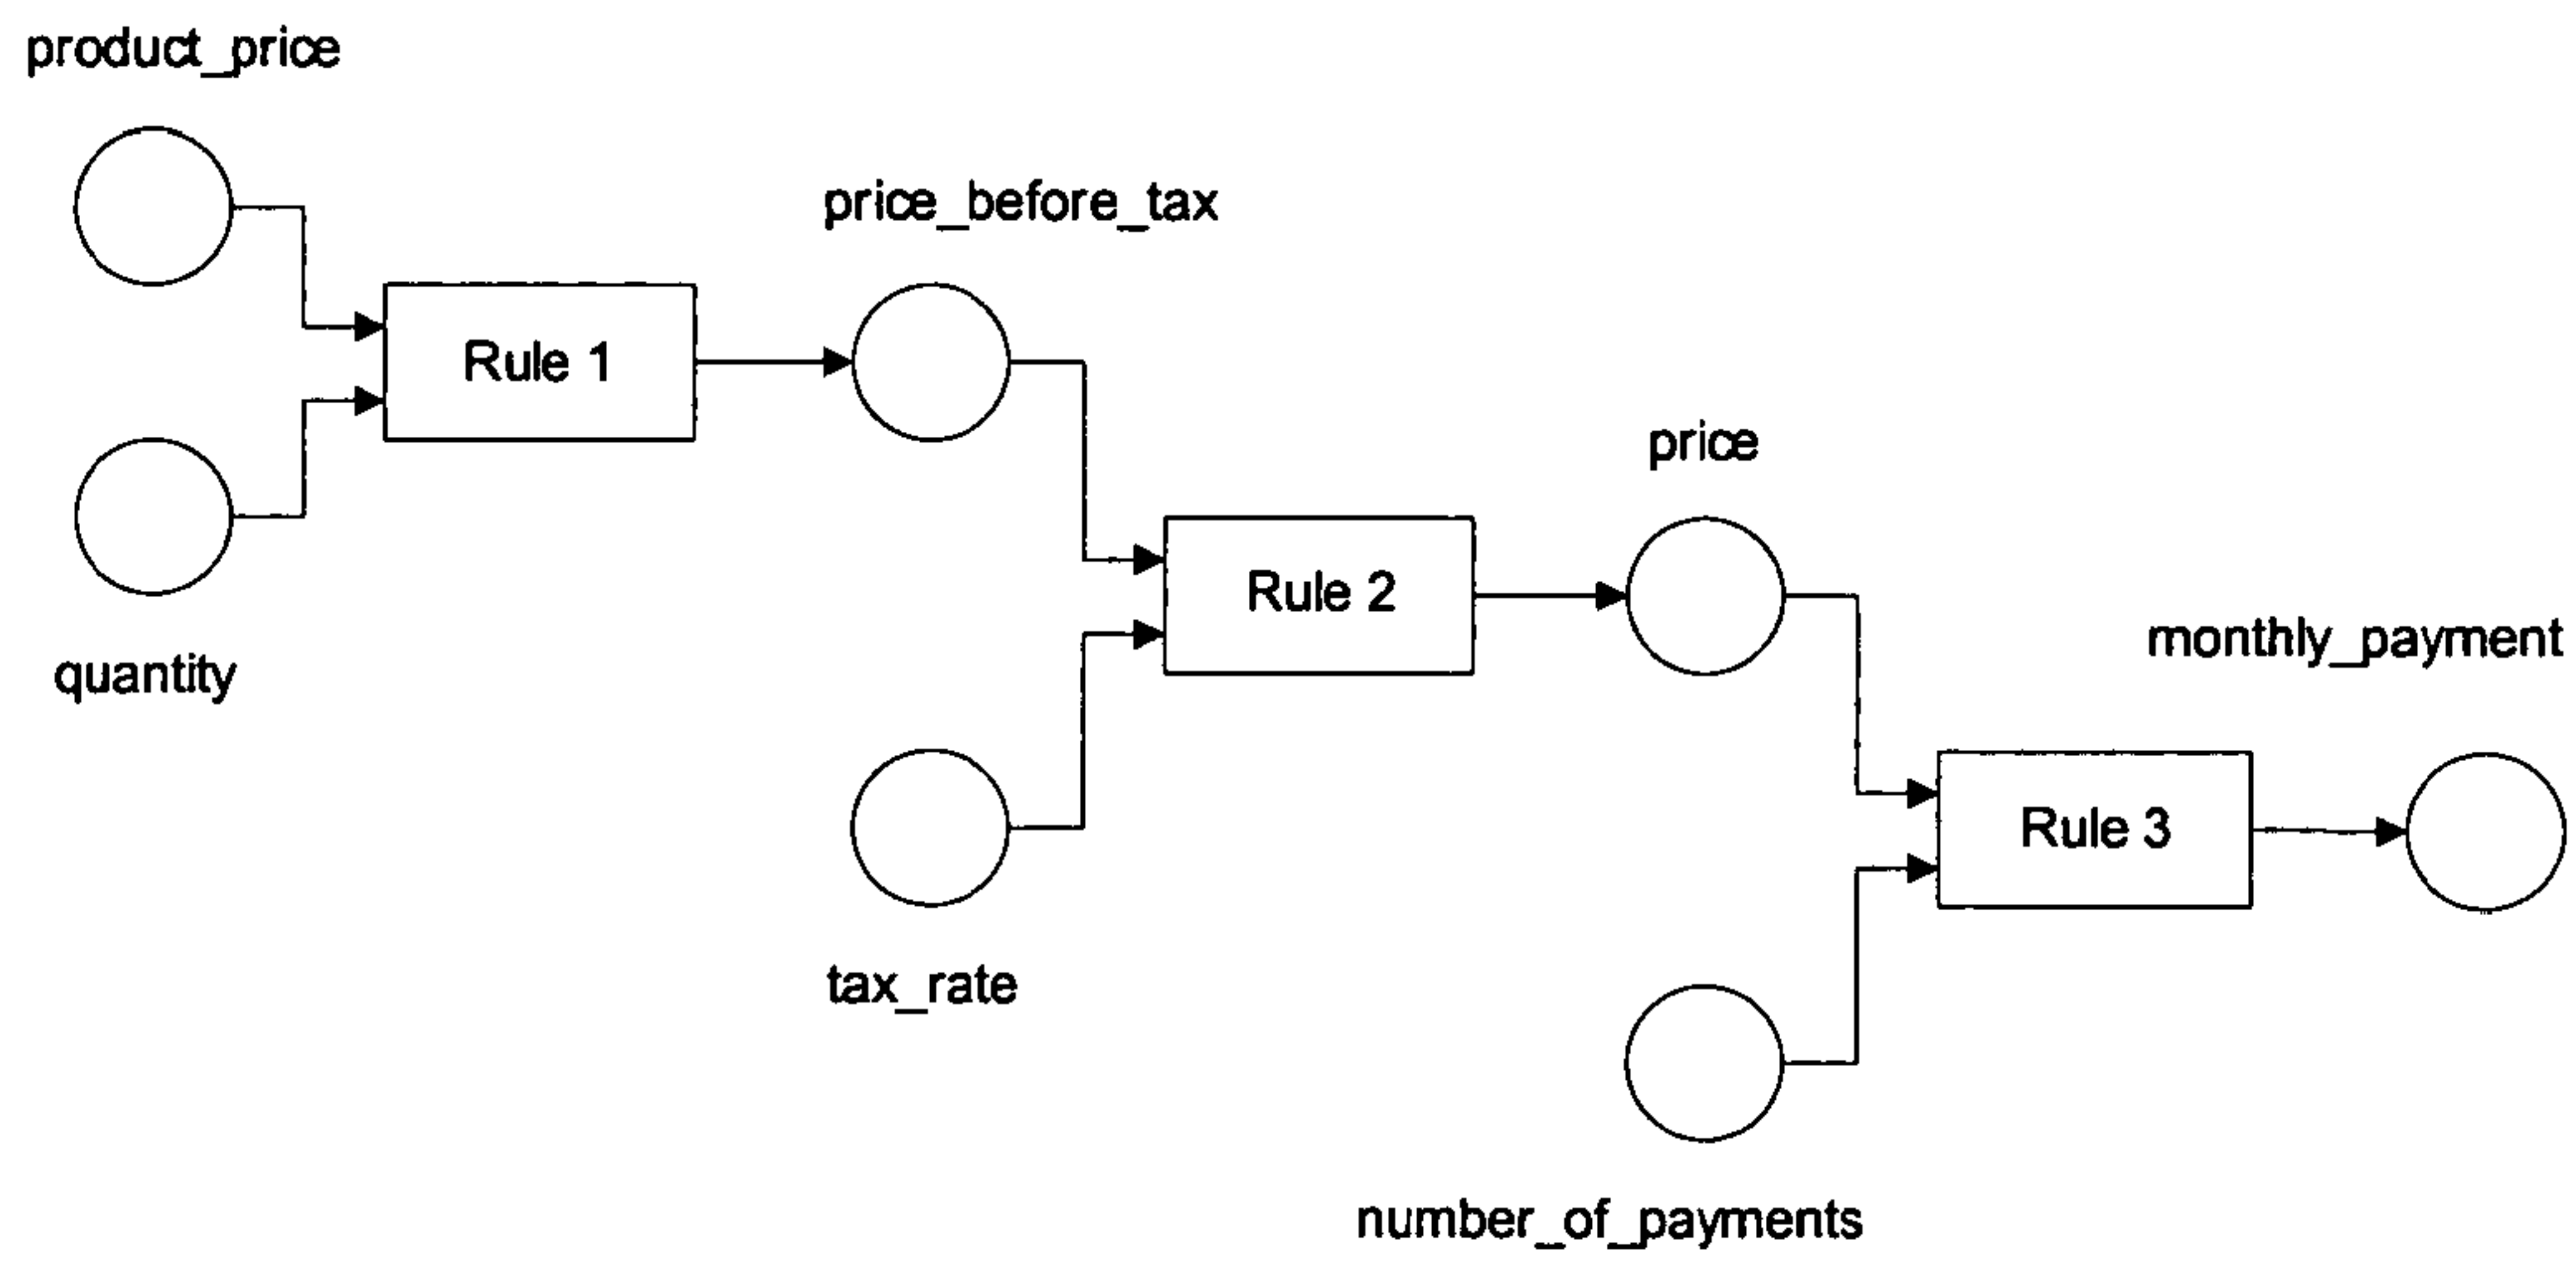 product_price
price_before_tax
Rule 1
quantity
price
Rule 2
monthly_payment
Rule 3
tax_rate
number_of_payments